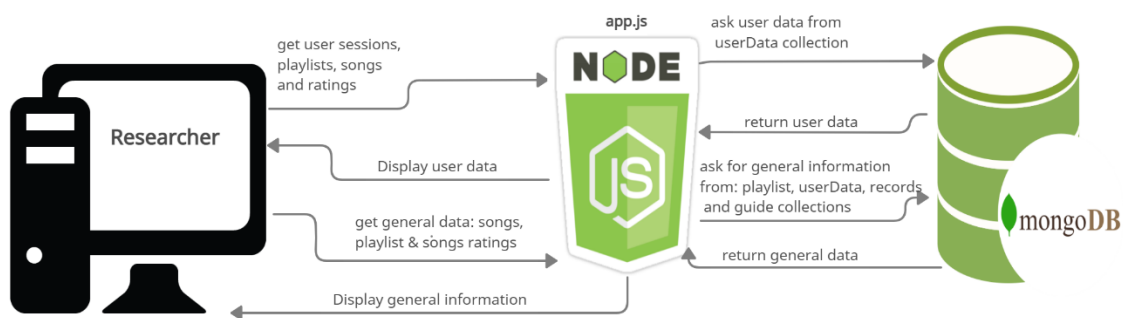 app.js
get user sessions,
playlists, songs
and ratings
ask user data from
userData collection
NODE
JS
Researcher
return user data
Display user data
ask for general information
from: playlist, userData, records
and guide collections
get general data: songs,
playlist & songs ratings
mongoDB
return general data
Display general information